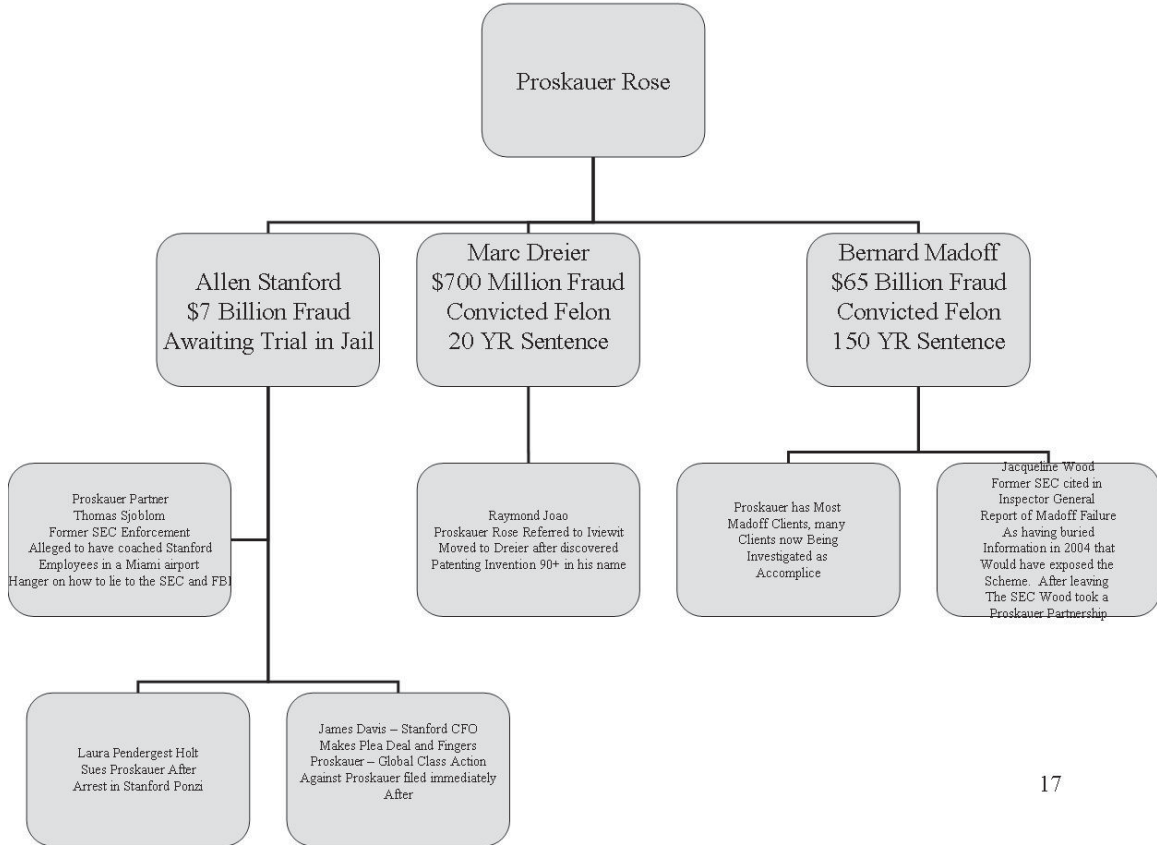 Proskauer Rose
Allen Stanford
$7 Billion Fraud
Awaiting Trial in Jail
Marc Dreier
$700 Million Fraud
Convicted Felon
20 YR Sentence
Bernard Madoff
$65 Billion Fraud
Convicted Felon
150 YR Sentence
Proskauer Partner
Thomas Sjoblom
Former SEC Enforcement
Alleged to have coached Stanford
Employees in a Miami airport
Hanger on how to lie to the SEC and FBI
Raymond Joao
Proskauer Rose Referred to Iviewit
Moved to Dreier after discovered
Patenting Invention 90+ in his name
Proskauer has Most
Madoff Clients, many
Clients now Being
Investigated as
Accomplice
Jacqueline Wood
Former SEC cited in
Inspector General
Report of Madoff Failure
As having buried
Information in 2004 that
Would have exposed the
Scheme. After leaving
The SEC Wood took a
Proskauer Partnership
Laura Pendergest Holt
Sues Proskauer After
Arrest in Stanford Ponzi
James Davis – Stanford CFO
Makes Plea Deal and Fingers
Proskauer – Global Class Action
Against Proskauer filed immediately
After
17